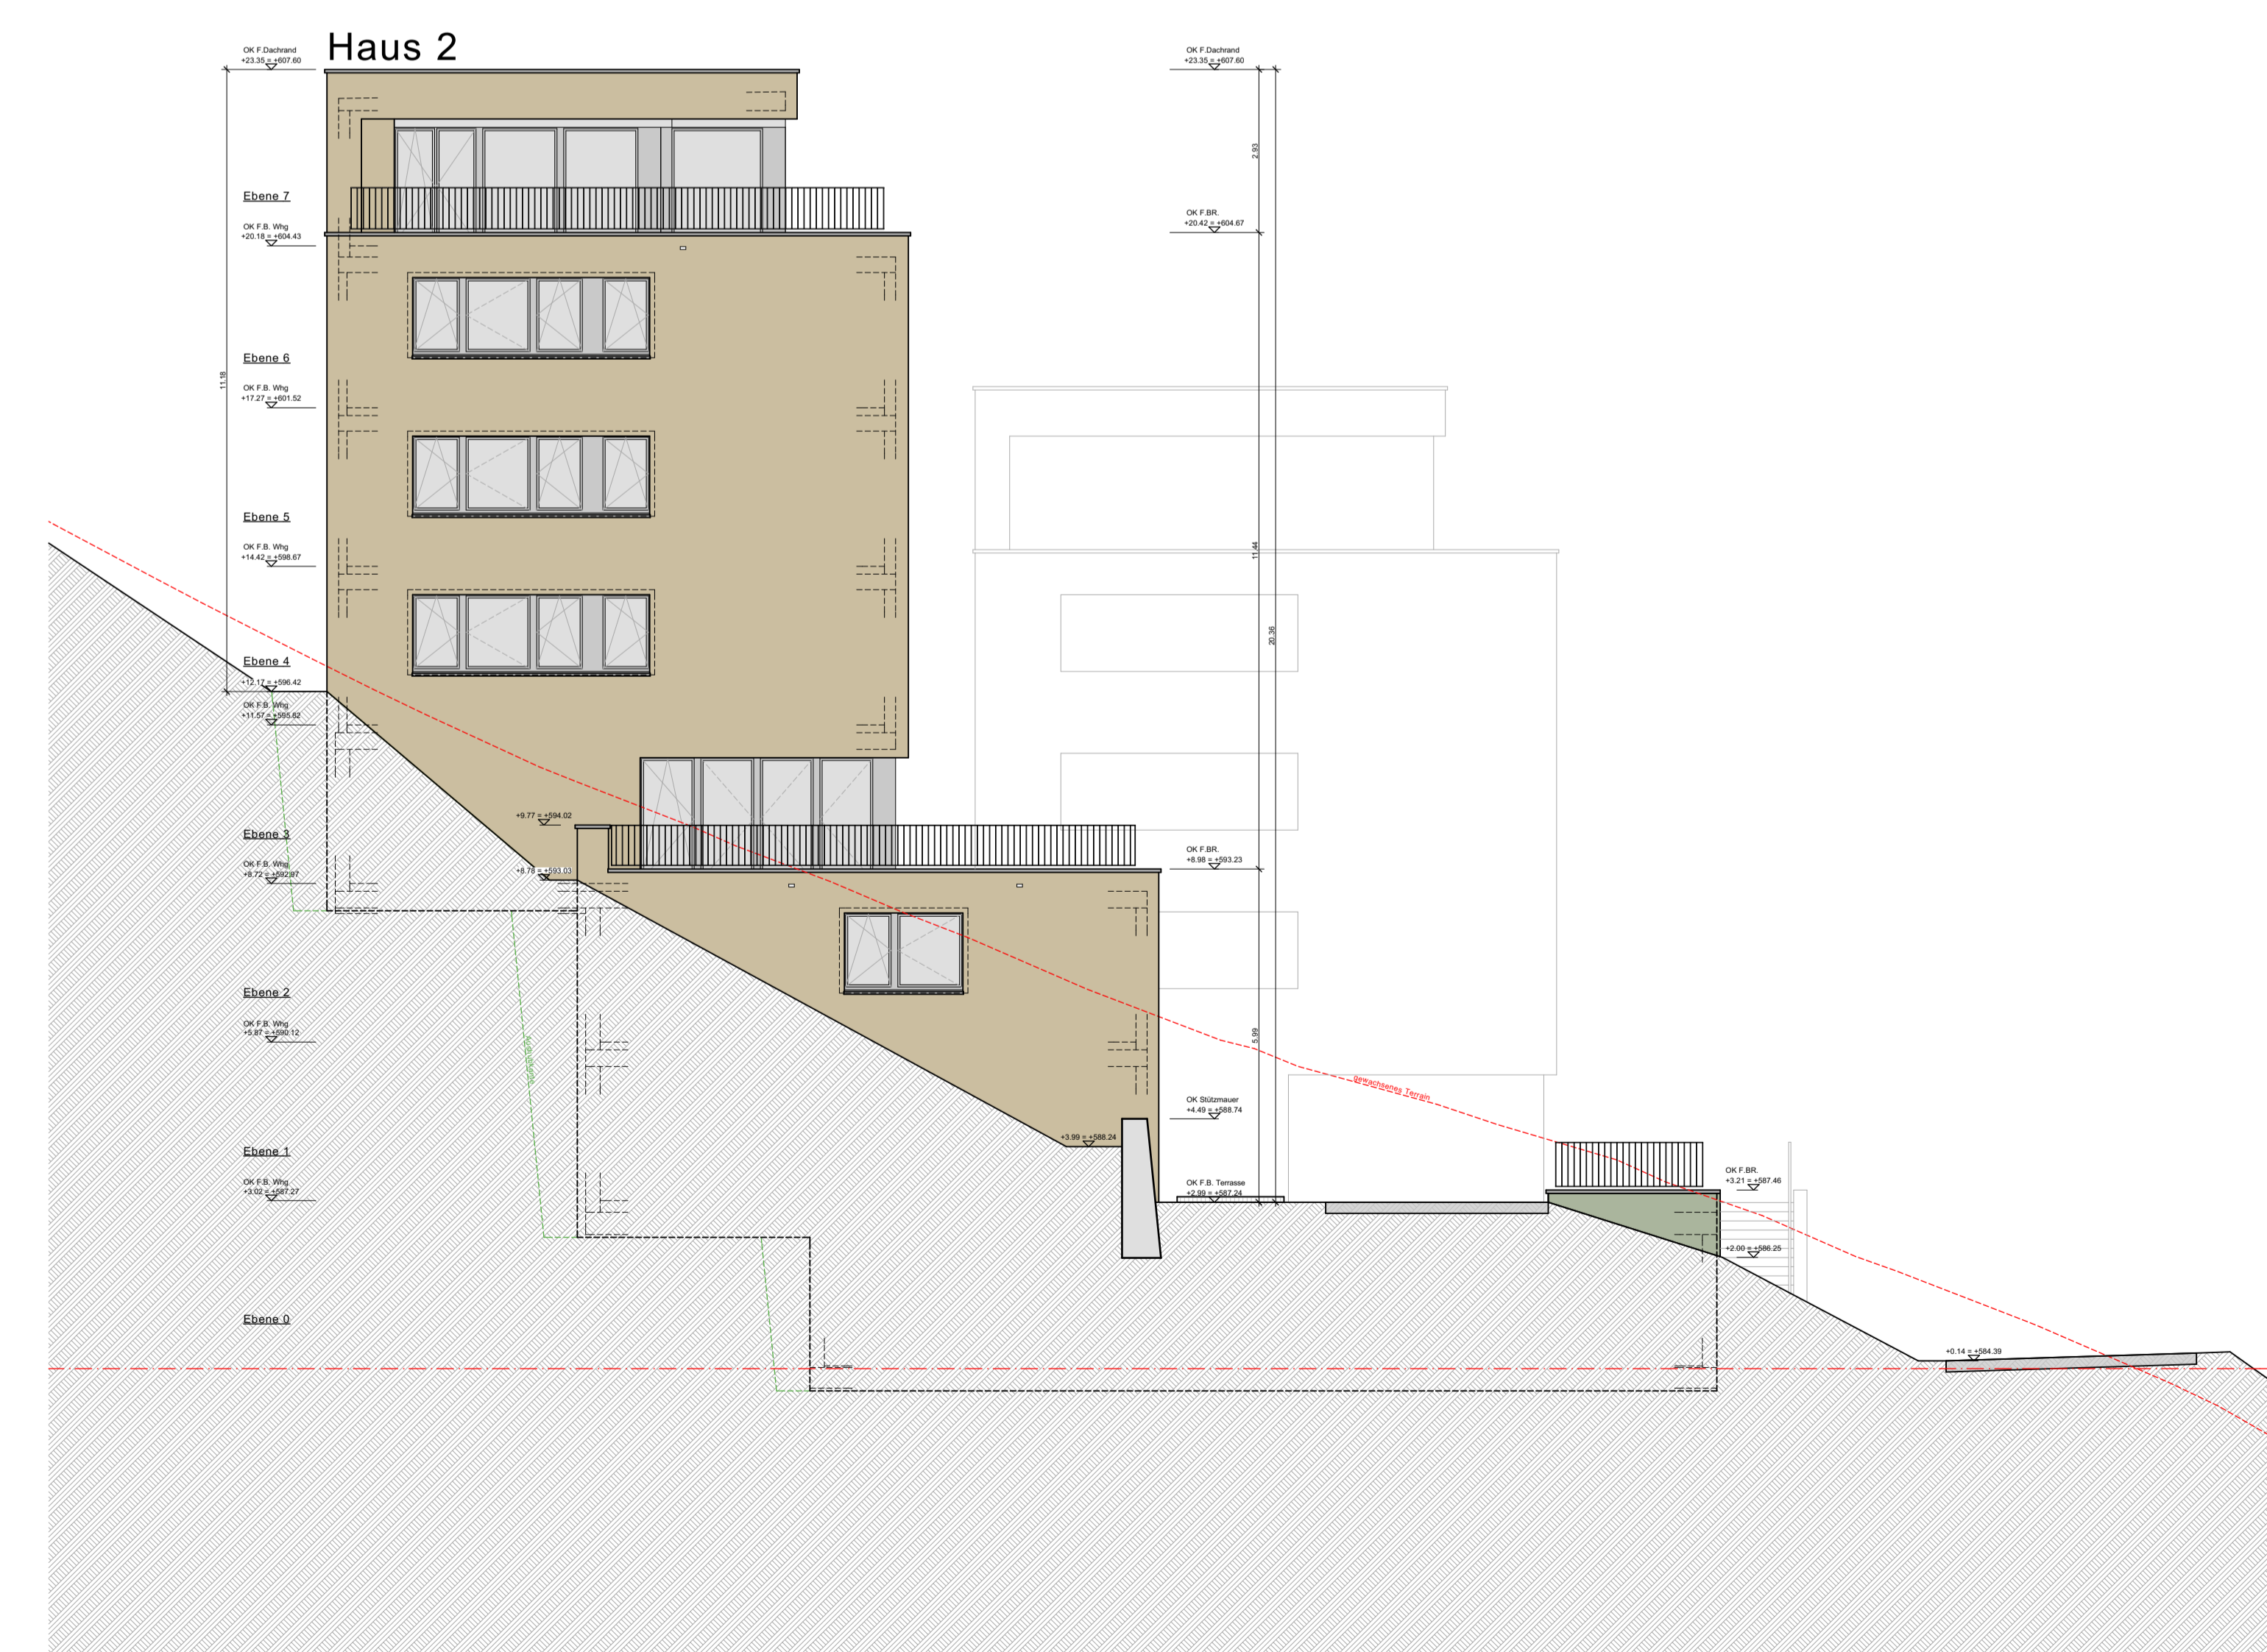 Haus 2
OK F.Dachrand
+23.35 = +607.60
OK F.Dachrand
+23.35 = +607.60
2.93
Ebene 7
OK F.B. Whg
+20.18 = +604.43
OK F.BR.
+20.42 = +604.67
Ebene 6
11.18
OK F.B. Whg
+17.27 = +601.52
Ebene 5
OK F.B. Whg
+14.42 = +598.67
11.44
20.36
Ebene 4
+12.17 = +596.42
OK F.B. Whg
+11.57 = +595.82
+9.77 = +594.02
Ebene 3
OK F.B. Whg
+8.72 = +592.97
+8.78 = +593.03
OK F.BR.
+8.98 = +593.23
Ebene 2
OK F.B. Whg
+5.87 = +590.12
5.99
gewachsenes Terrain
OK Stützmauer
+4.49 = +588.74
+3.99 = +588.24
Ebene 1
OK F.B. Whg
+3.02 = +587.27
OK F.B. Terrasse
+2.99 = +587.24
OK F.BR.
+3.21 = +587.46
+2.00 = +586.25
Ebene 0
+0.14 = +584.39